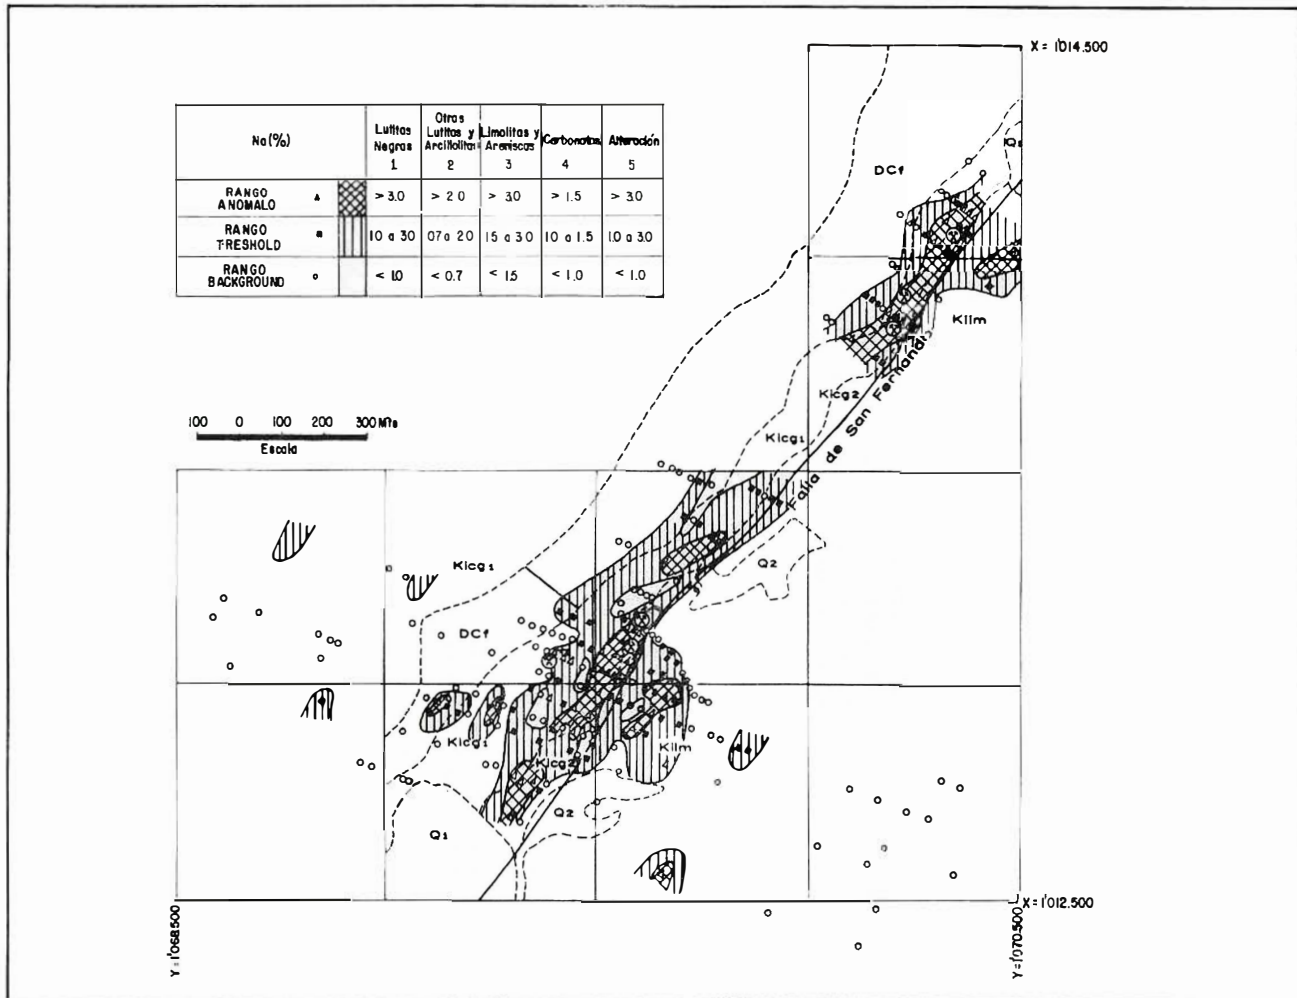 X = 1'014.500
Na (%)
Lutitas Negras 1
Otras Lutitas y Arcillolitas 2
Limolitas y Areniscas 3
Carbonatos 4
Alteración 5
RANGO ANOMALO > 3.0 > 2.0 > 3.0 > 1.5 > 3.0
RANGO TRESHOLD 1.0 a 3.0 0.7 a 2.0 1.5 a 3.0 1.0 a 1.5 1.0 a 3.0
RANGO BACKGROUND < 1.0 < 0.7 < 1.5 < 1.0 < 1.0
DCf
Kilm
Falla de San Fernando
Kicg2
Kicg1
100 0 100 200 300 Mts
Escala
Kicg1
Q2
DCf
Kicg1
Kilm
Kicg2
Q2
Q1
X = 1'012.500
Y = 1'068.500
Y = 1'070.500